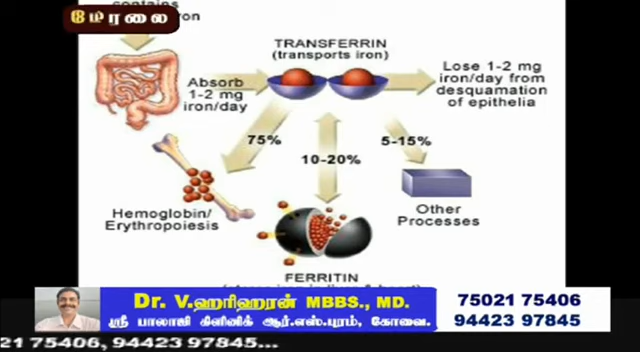 மே ரலை
contains
iron
TRANSFERRIN
(transports iron)
Absorb
1-2 mg
iron/day
Lose 1-2 mg
iron/day from
desquamation
of epithelia
75%
10-20%
5-15%
Hemoglobin/
Erythropoiesis
Other
Processes
FERRITIN
Dr. V.ஹரிஹரன் MBBS., MD.
ஸ்ரீ பாலாஜி கிளினிக் ஆர்.எஸ்.புரம், கோவை.
75021 75406
94423 97845
21 75406, 94423 97845...